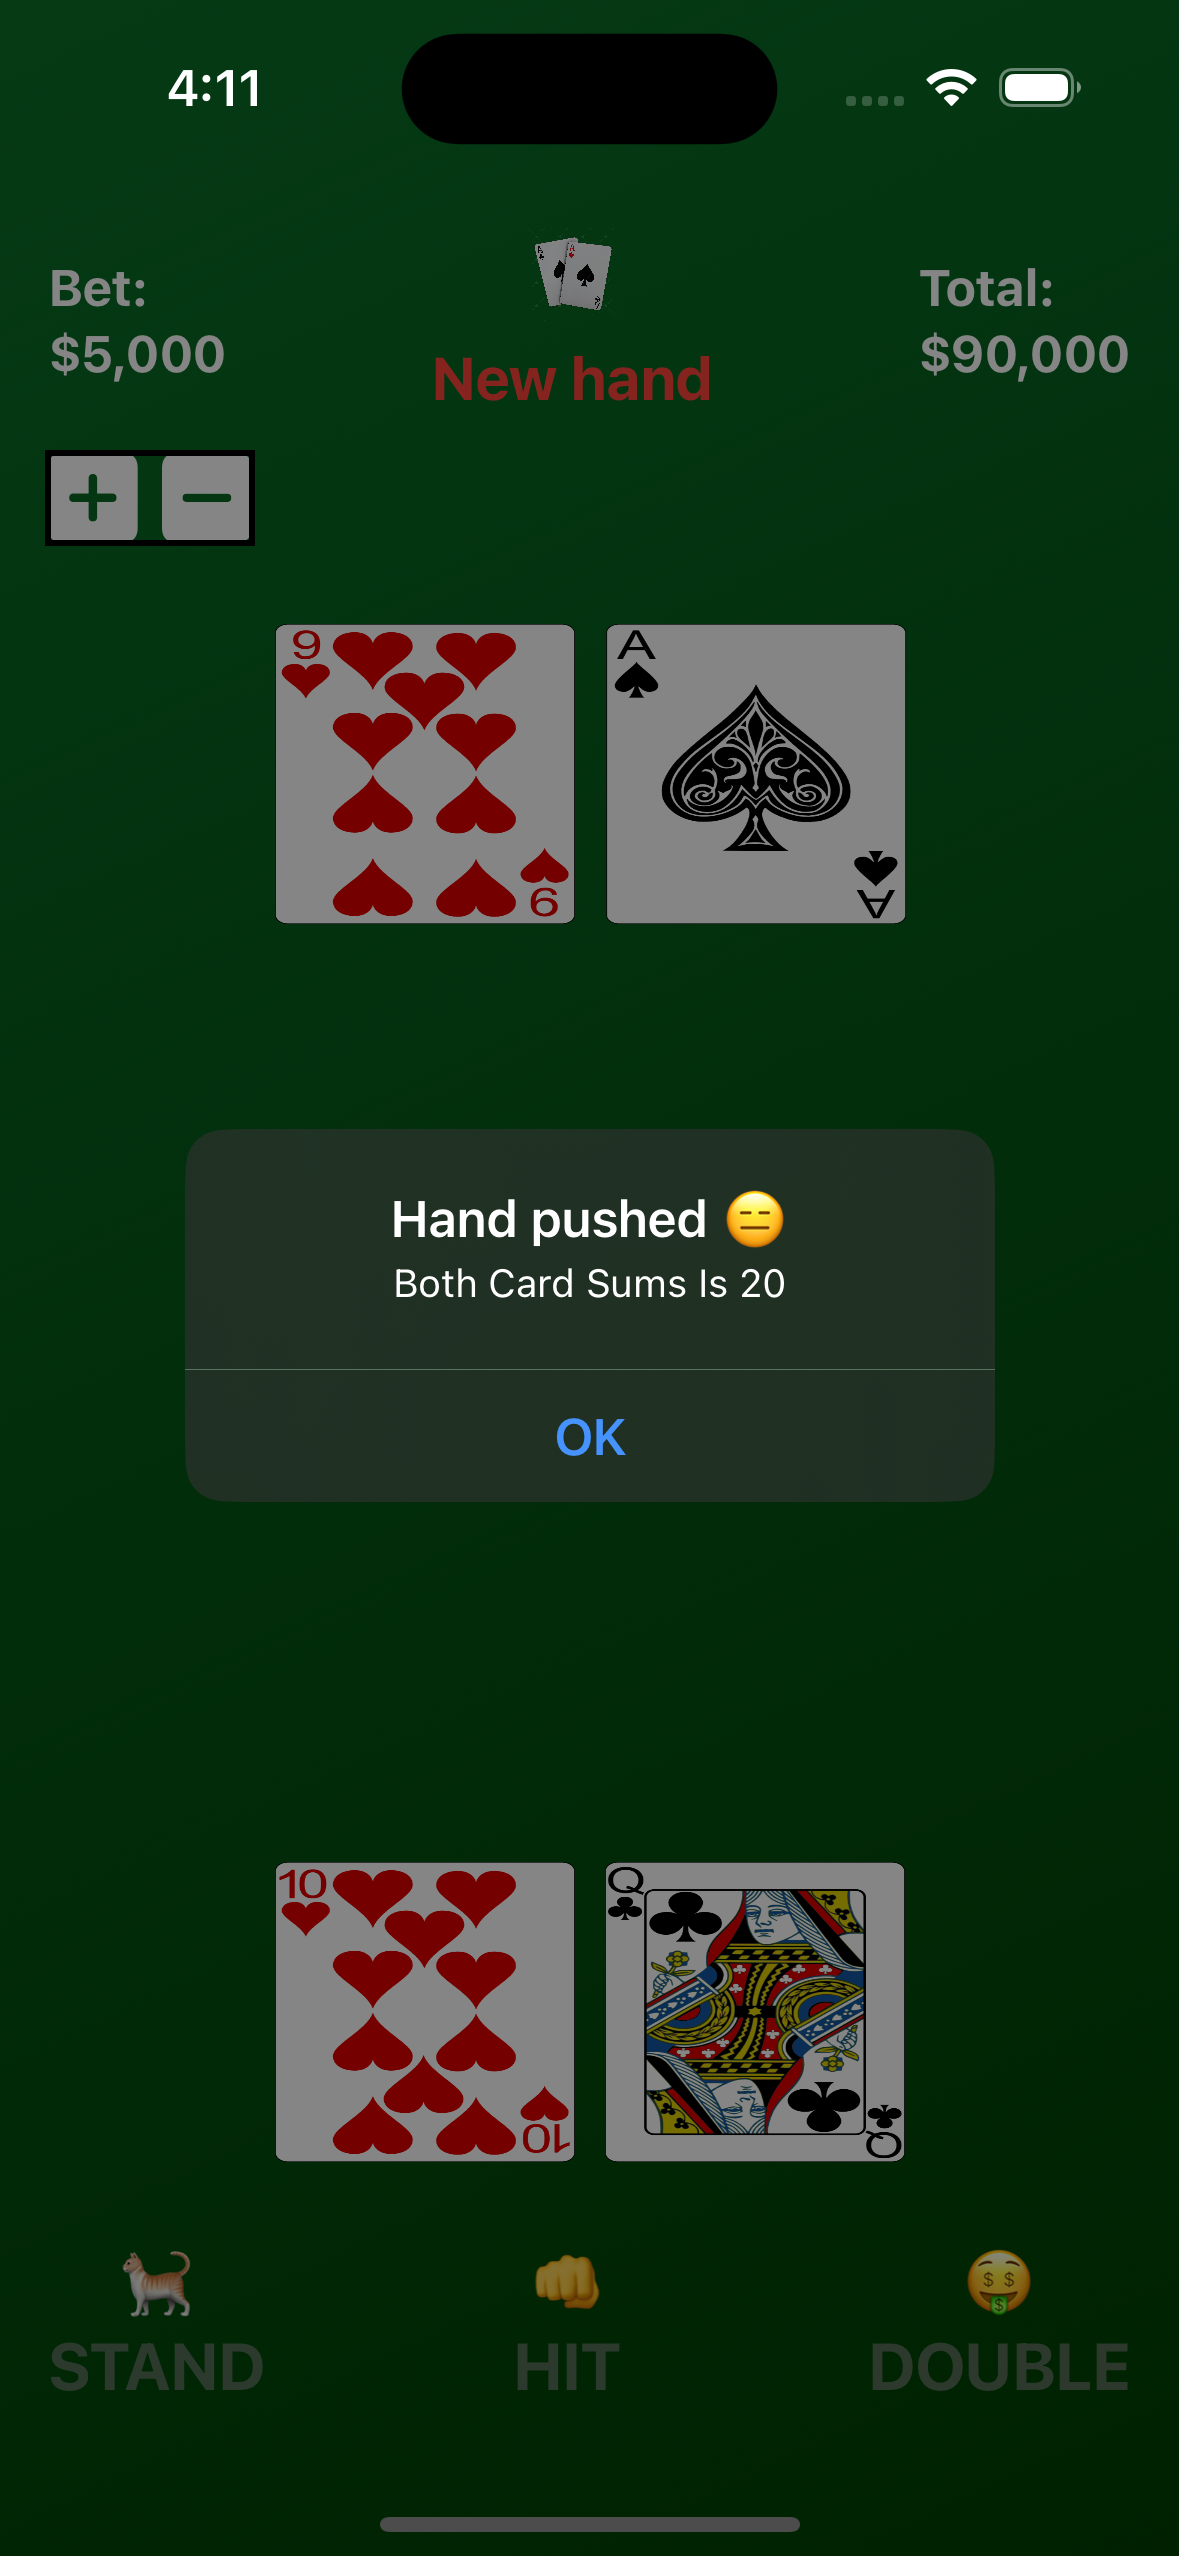 4:11
Bet:
$5,000
New hand
Total:
$90,000
9
9
A
A
Hand pushed 😑
Both Card Sums Is 20
OK
10
10
Q
Q
STAND
HIT
DOUBLE